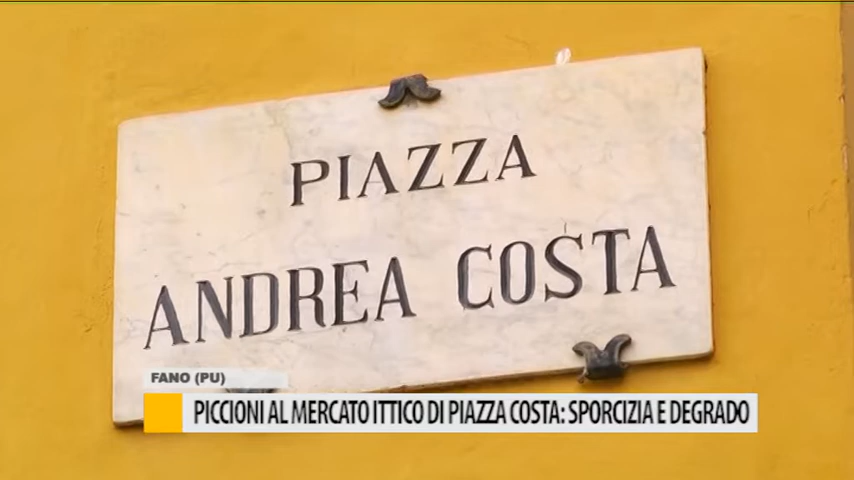 PIAZZA
ANDREA COSTA
FANO (PU)
PICCIONI AL MERCATO ITTICO DI PIAZZA COSTA: SPORCIZIA E DEGRADO